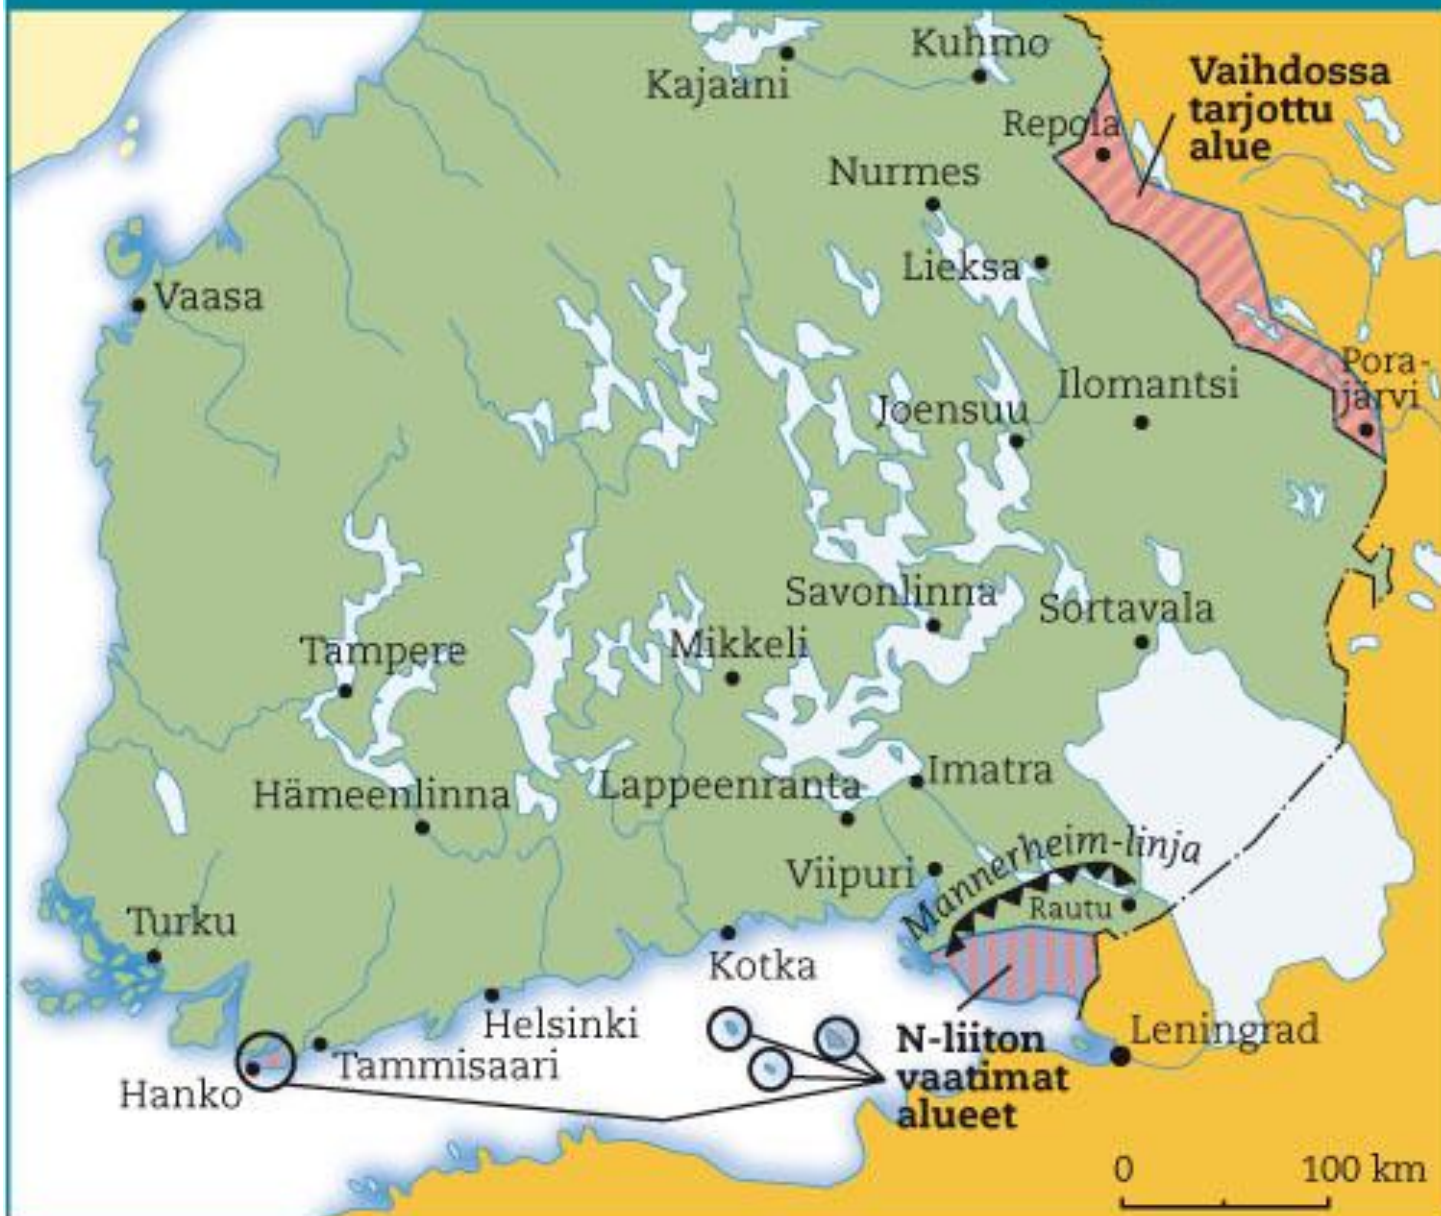 Kuhmo
Kajaani
Vaihdossa
tarjottu
alue
Repola
Nurmes
Lieksa
Vaasa
Pora-
järvi
Ilomantsi
Joensuu
Savonlinna
Sortavala
Tampere
Mikkeli
Imatra
Lappeenranta
Hämeenlinna
Mannerheim-linja
Viipuri
Rautu
Turku
Kotka
Helsinki
Leningrad
N-liiton
vaatimat
alueet
Tammisaari
Hanko
0 100 km